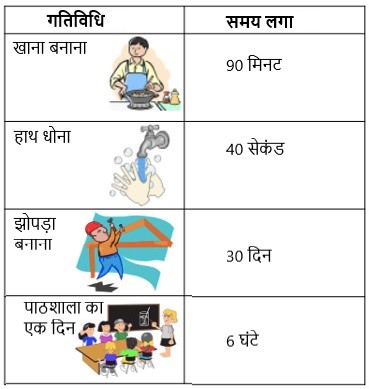 गतिविधि समय लगा
खाना बनाना
90 मिनट
हाथ धोना
40 सेकंड
झोपड़ा
बनाना
30 दिन
पाठशाला का
एक दिन
6 घंटे